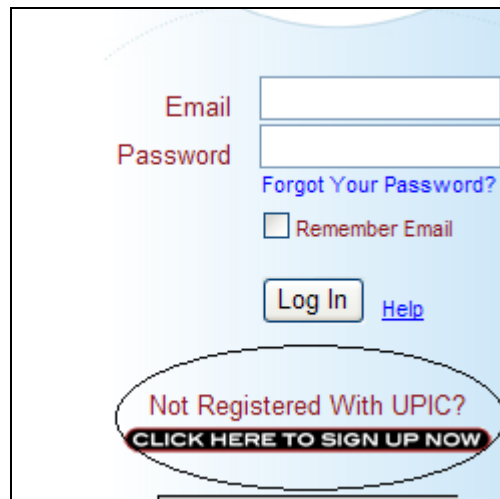 Email
Password
Forgot Your Password?
Remember Email
Log In Help
Not Registered With UPIC?
CLICK HERE TO SIGN UP NOW